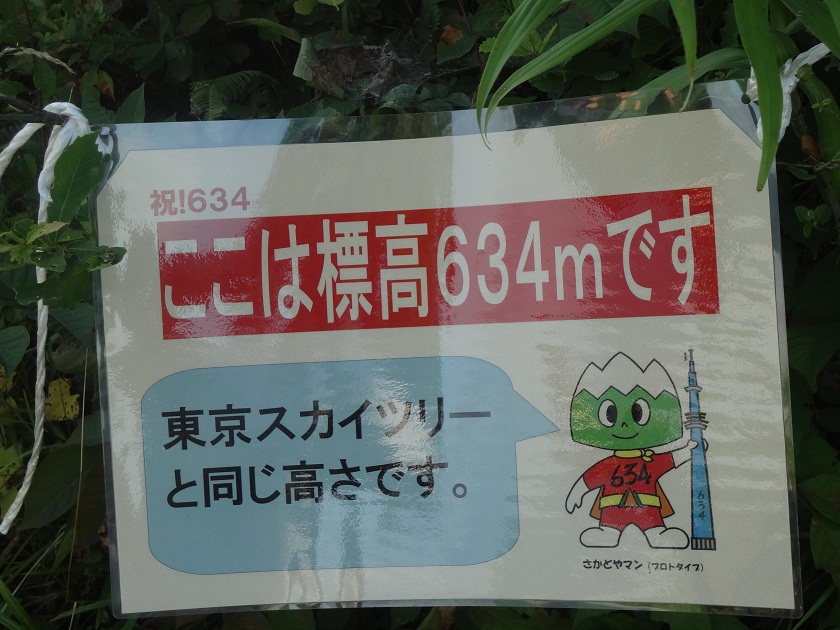 祝!634
ここは標高634mです
東京スカイツリー
と同じ高さです。
634
634
さかどやマン(プロトタイプ)